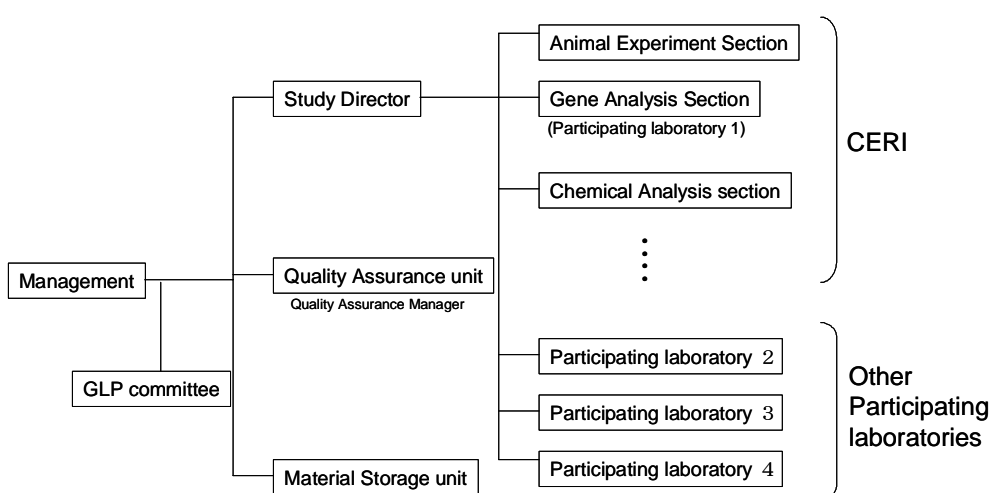 Animal Experiment Section
Study Director
Gene Analysis Section
(Participating laboratory 1)
CERI
Chemical Analysis section
Management
Quality Assurance unit
Quality Assurance Manager
GLP committee
Participating laboratory 2
Other
Participating
laboratories
Participating laboratory 3
Material Storage unit
Participating laboratory 4